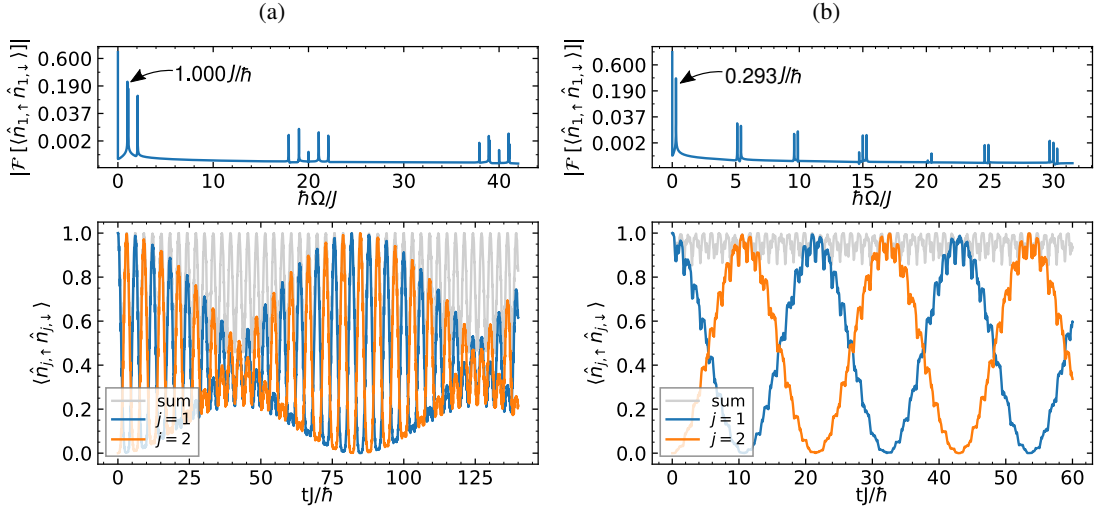 (a)
(b)
|ℱ [⟨n̂1,↑ n̂1,↓⟩]|
0.600
0.190
0.037
0.002
1.000 J/ħ
0 10 20 30 40
ħΩ/J
|ℱ [⟨n̂1,↑ n̂1,↓⟩]|
0.600
0.190
0.037
0.002
0.293 J/ħ
0 5 10 15 20 25 30
ħΩ/J
⟨n̂j,↑ n̂j,↓⟩
1.0
0.8
0.6
0.4
0.2
0.0
sum
j = 1
j = 2
0 25 50 75 100 125
tJ/ħ
⟨n̂j,↑ n̂j,↓⟩
1.0
0.8
0.6
0.4
0.2
0.0
sum
j = 1
j = 2
0 10 20 30 40 50 60
tJ/ħ